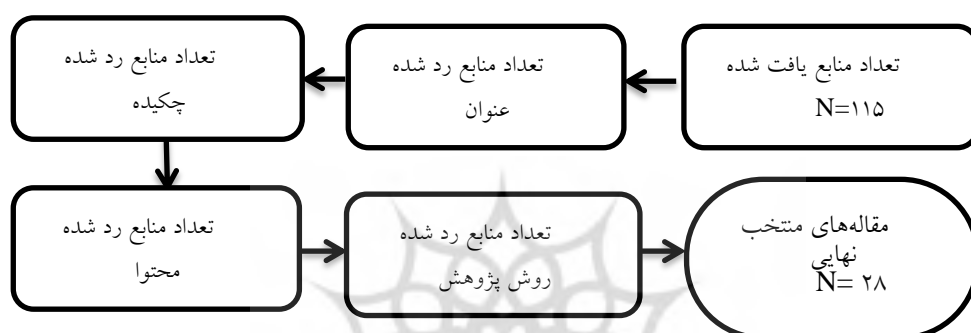 تعداد منابع یافت شده
N=۱۱۵
تعداد منابع رد شده
عنوان
تعداد منابع رد شده
چکیده
تعداد منابع رد شده
محتوا
تعداد منابع رد شده
روش پژوهش
مقاله‌های منتخب
نهایی
N= ۲۸